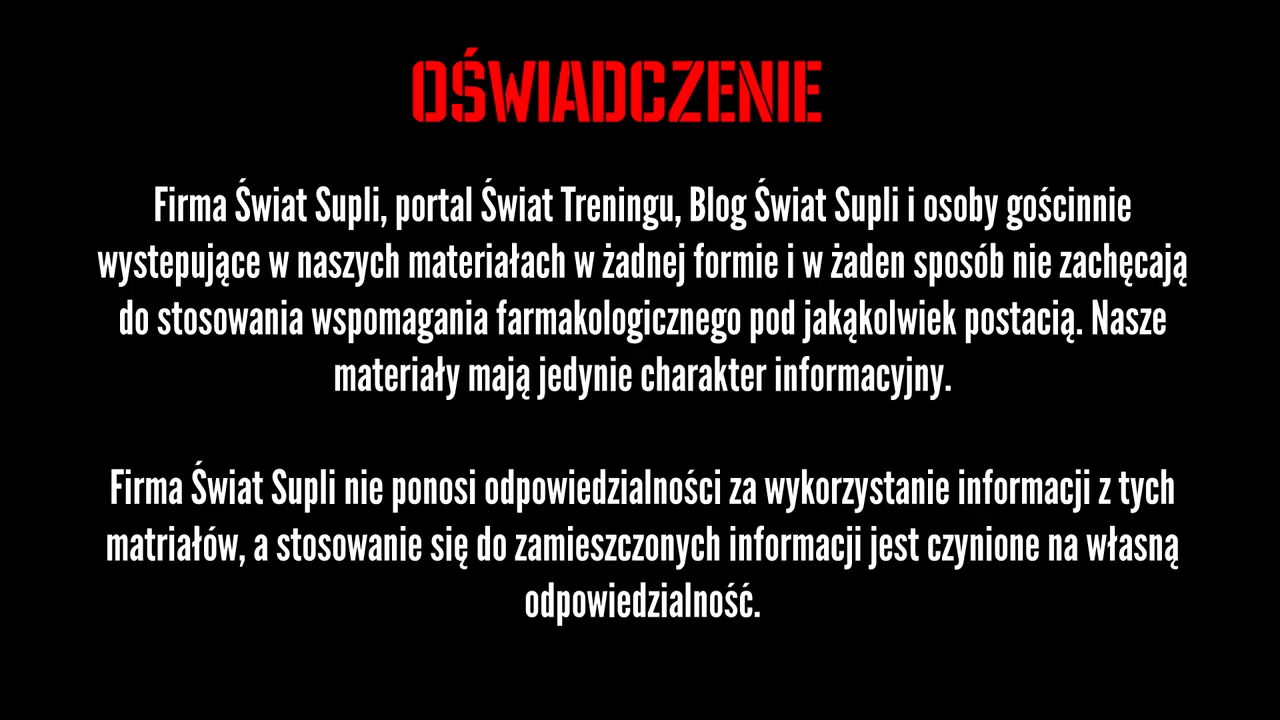 OŚWIADCZENIE
Firma Świat Supli, portal Świat Treningu, Blog Świat Supli i osoby gościnnie
wystepujące w naszych materiałach w żadnej formie i w żaden sposób nie zachęcają
do stosowania wspomagania farmakologicznego pod jakąkolwiek postacią. Nasze
materiały mają jedynie charakter informacyjny.
Firma Świat Supli nie ponosi odpowiedzialności za wykorzystanie informacji z tych
matriałów, a stosowanie się do zamieszczonych informacji jest czynione na własną
odpowiedzialność.